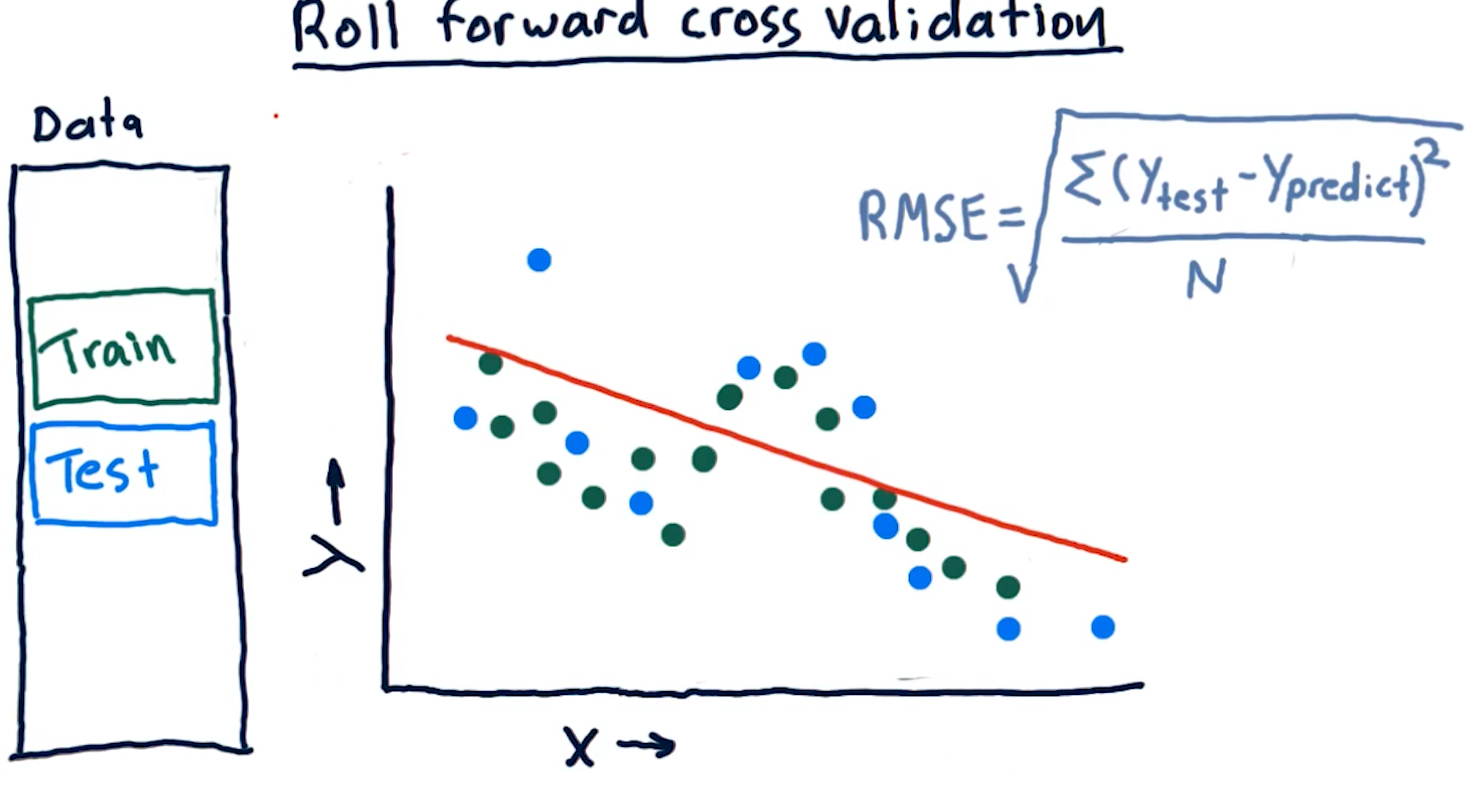 Roll forward cross validation
Data
Train
Test
RMSE = √ Σ(Ytest - Ypredict)² / N
Y →
X →